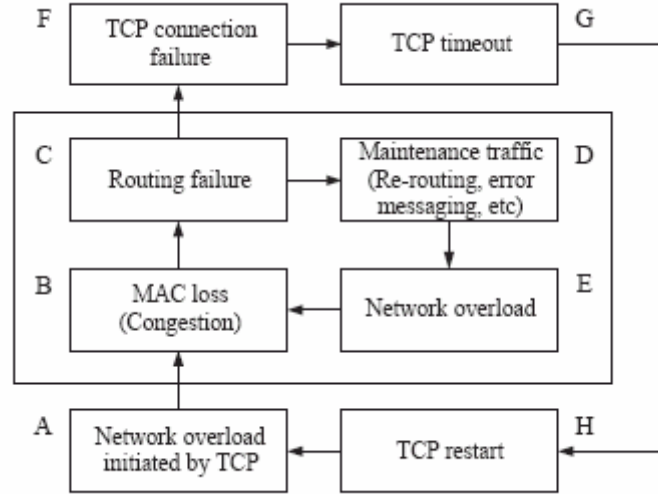 F
TCP connection
failure
TCP timeout
G
C
Routing failure
Maintenance traffic
(Re-routing, error
messaging, etc)
D
B
MAC loss
(Congestion)
Network overload
E
A
Network overload
initiated by TCP
TCP restart
H